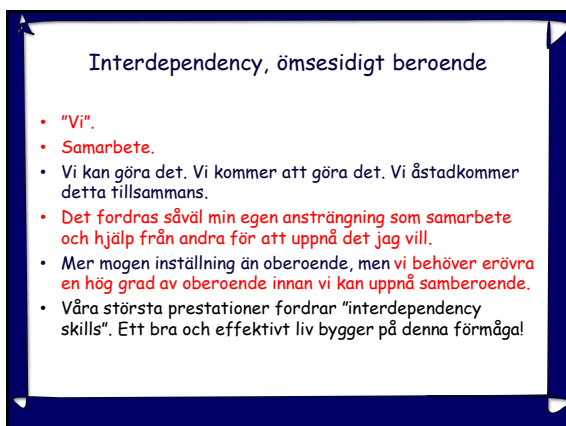 Interdependency, ömsesidigt beroende
• "Vi".
• Samarbete.
• Vi kan göra det. Vi kommer att göra det. Vi åstadkommer
detta tillsammans.
• Det fordras såväl min egen ansträngning som samarbete
och hjälp från andra för att uppnå det jag vill.
• Mer mogen inställning än oberoende, men vi behöver erövra
en hög grad av oberoende innan vi kan uppnå samberoende.
• Våra största prestationer fordrar "interdependency
skills". Ett bra och effektivt liv bygger på denna förmåga!